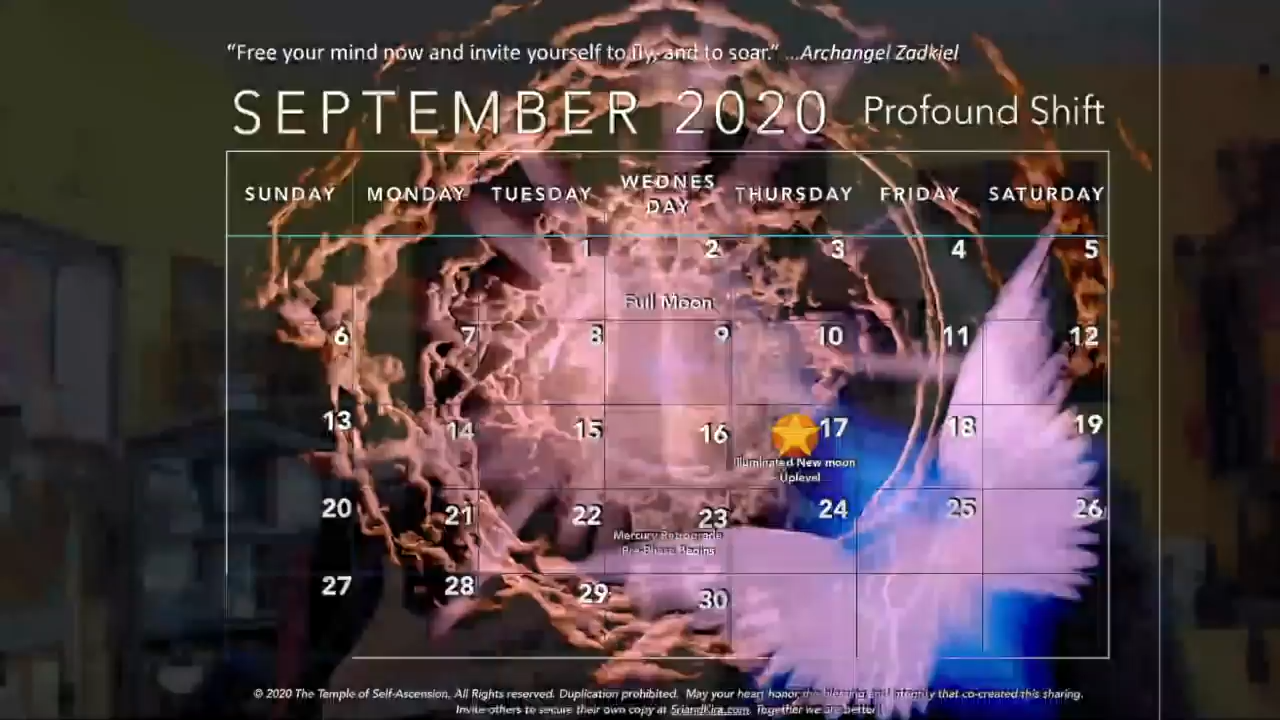 “Free your mind now and invite yourself to fly, and to soar.” ...Archangel Zadkiel
SEPTEMBER 2020 Profound Shift
SUNDAY MONDAY TUESDAY WEDNES DAY THURSDAY FRIDAY SATURDAY
1 2 3 4 5
Full Moon
6 7 8 9 10 11 12
13 14 15 16 17 18 19
Illuminated New moon
- Uplevel
20 21 22 23 24 25 26
Mercury Retrograde
Pre-Phase Begins
27 28 29 30
© 2020 The Temple of Self-Ascension. All Rights reserved. Duplication prohibited. May your heart honor the blessing and intently that co-created this sharing.
Invite others to secure their own copy at SriandKira.com. Together we are better!